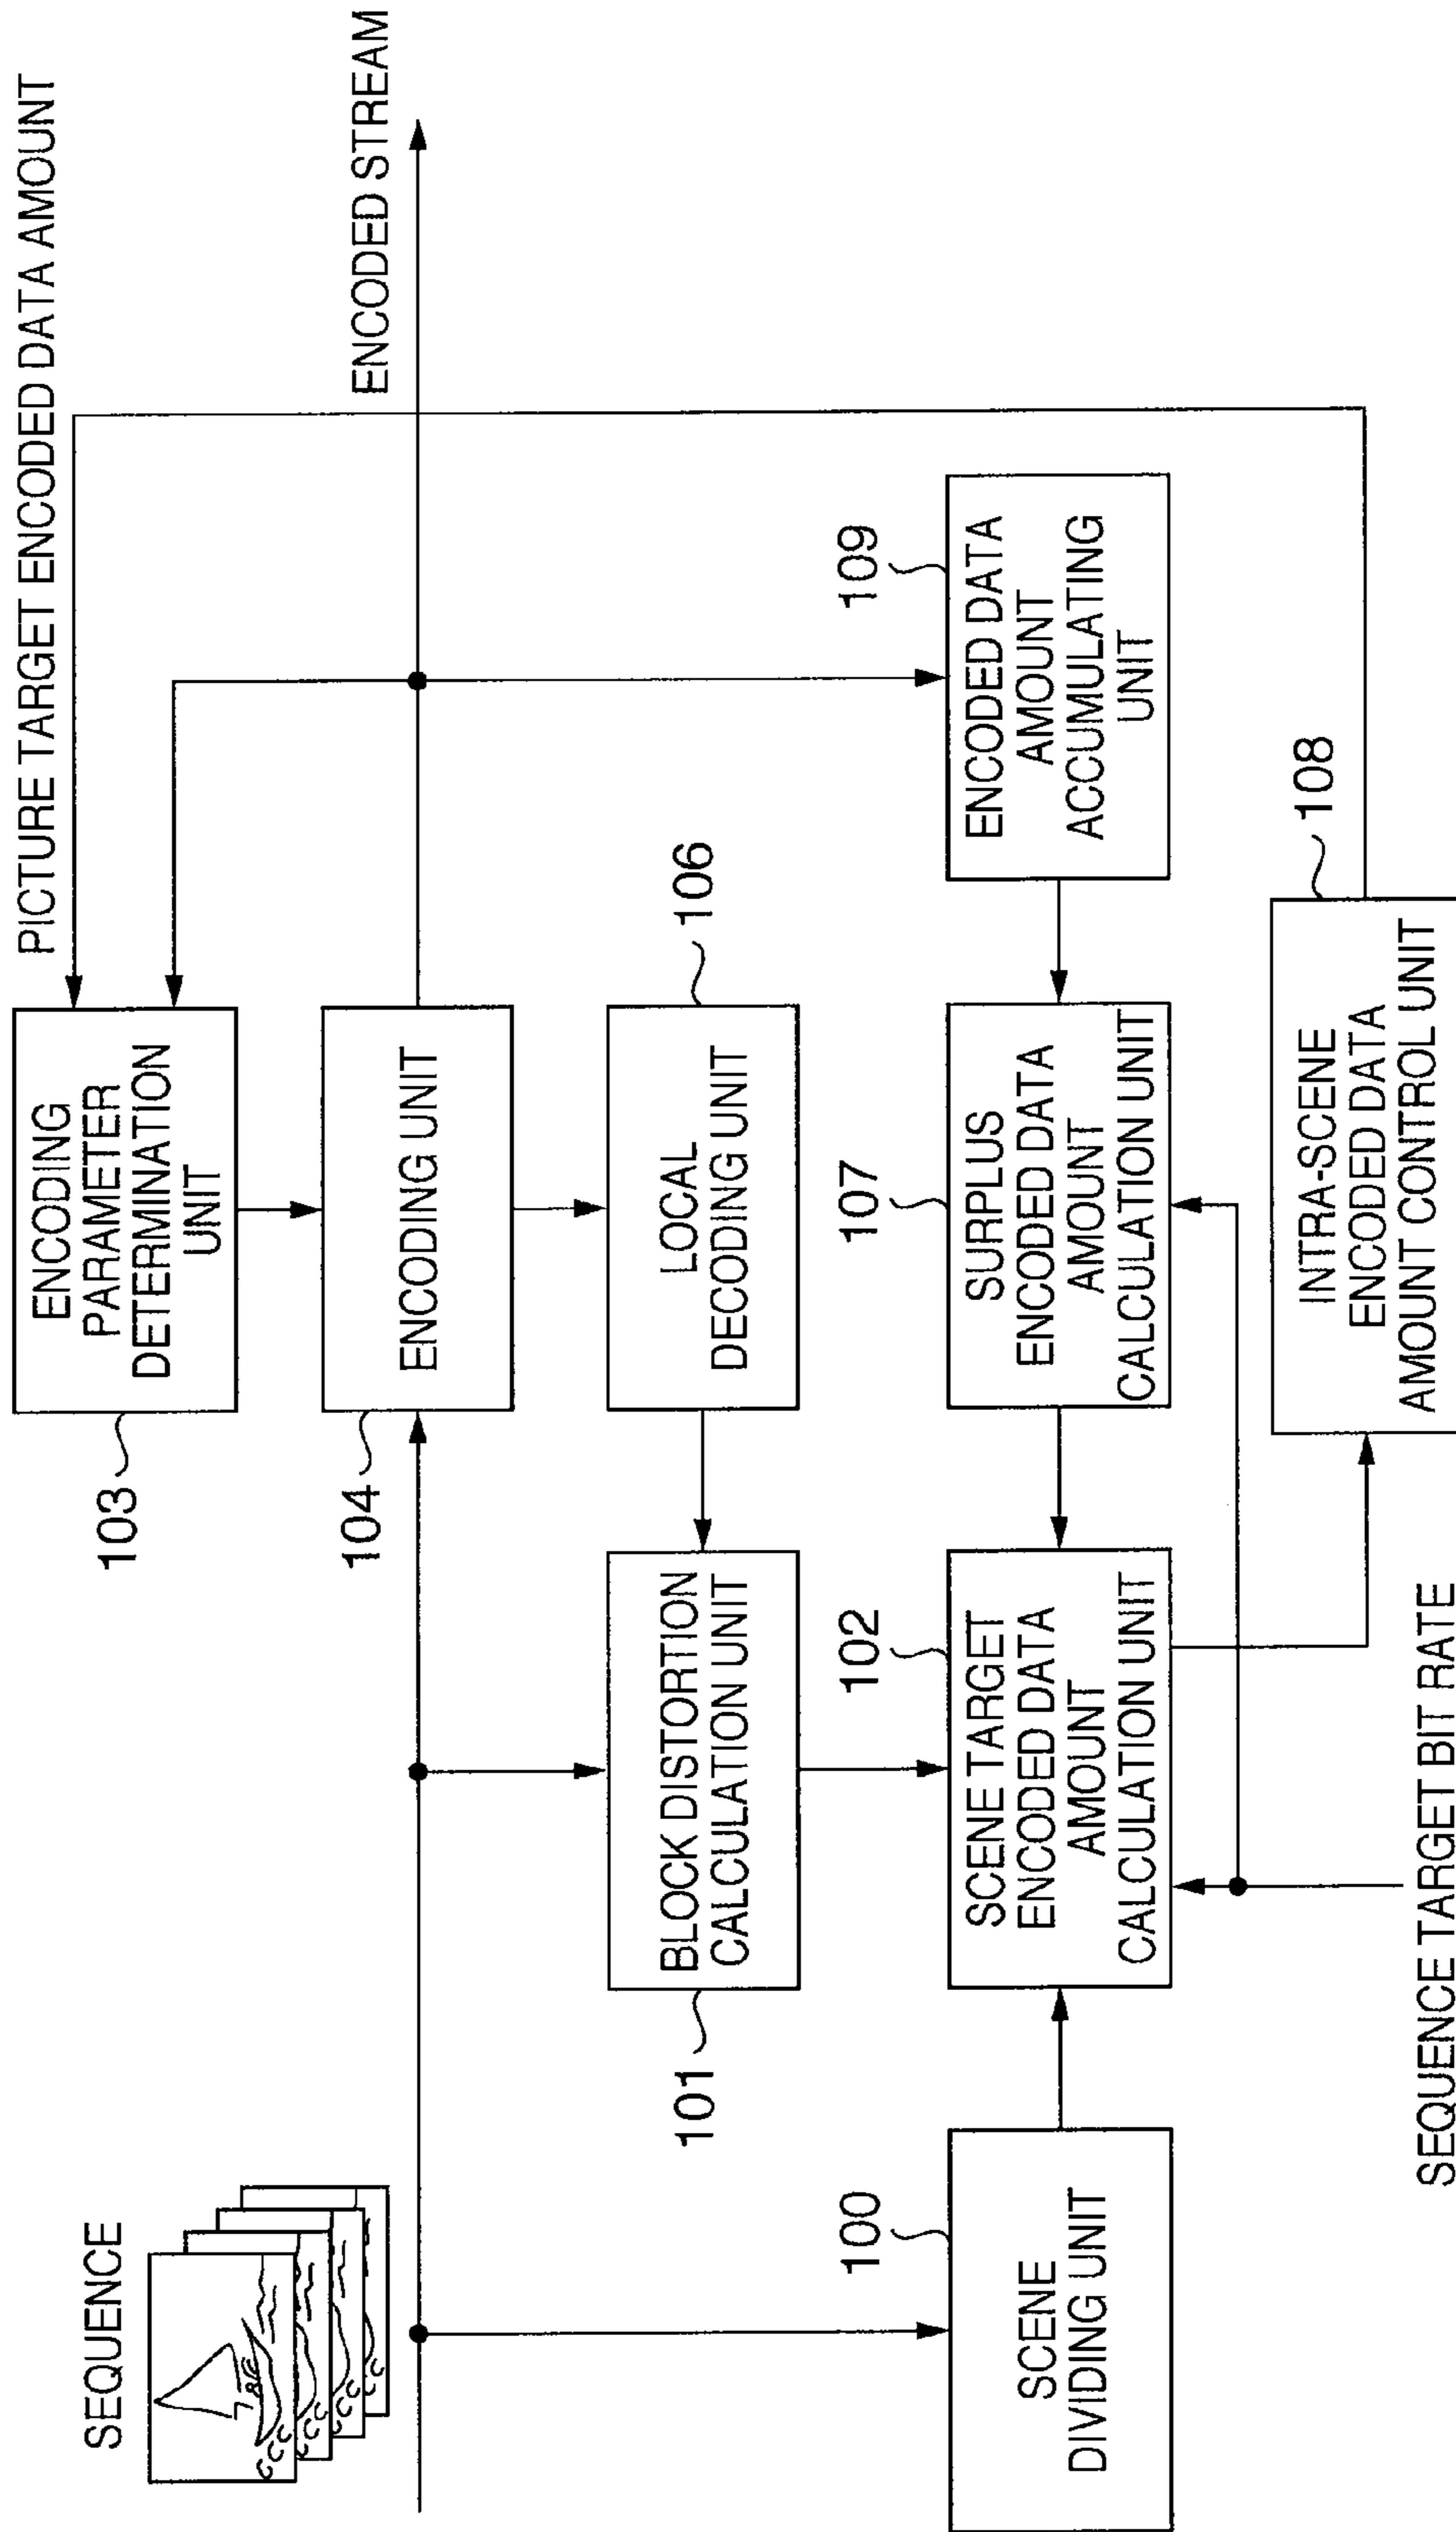 PICTURE TARGET ENCODED DATA AMOUNT
103
ENCODING
PARAMETER
DETERMINATION
UNIT
ENCODED STREAM
SEQUENCE
104
ENCODING UNIT
106
LOCAL
DECODING UNIT
101
BLOCK DISTORTION
CALCULATION UNIT
109
ENCODED DATA
AMOUNT
ACCUMULATING
UNIT
107
SURPLUS
ENCODED DATA
AMOUNT
CALCULATION UNIT
102
SCENE TARGET
ENCODED DATA
AMOUNT
CALCULATION UNIT
100
SCENE
DIVIDING UNIT
108
INTRA-SCENE
ENCODED DATA
AMOUNT CONTROL UNIT
SEQUENCE TARGET BIT RATE